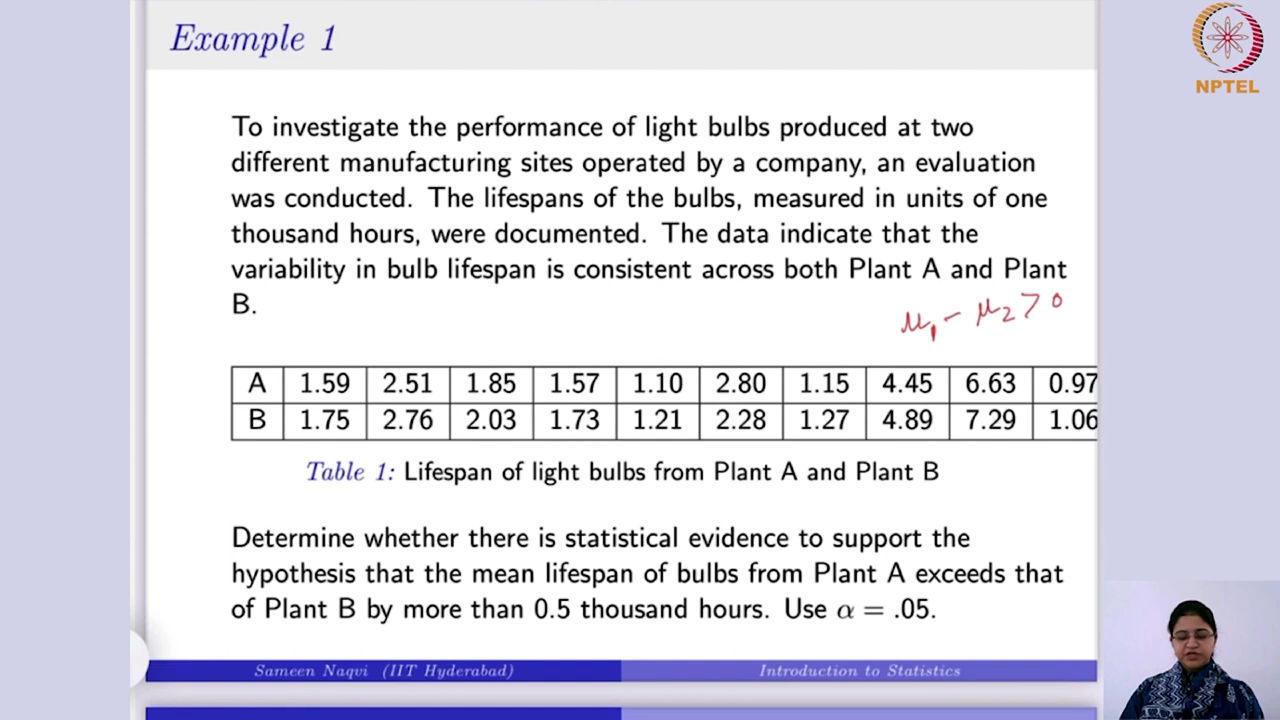 Example 1
NPTEL
To investigate the performance of light bulbs produced at two
different manufacturing sites operated by a company, an evaluation
was conducted. The lifespans of the bulbs, measured in units of one
thousand hours, were documented. The data indicate that the
variability in bulb lifespan is consistent across both Plant A and Plant
B.
μ₁ - μ₂ > 0
A 1.59 2.51 1.85 1.57 1.10 2.80 1.15 4.45 6.63 0.97
B 1.75 2.76 2.03 1.73 1.21 2.28 1.27 4.89 7.29 1.06
Table 1: Lifespan of light bulbs from Plant A and Plant B
Determine whether there is statistical evidence to support the
hypothesis that the mean lifespan of bulbs from Plant A exceeds that
of Plant B by more than 0.5 thousand hours. Use α = .05.
Sameen Naqvi (IIT Hyderabad) Introduction to Statistics